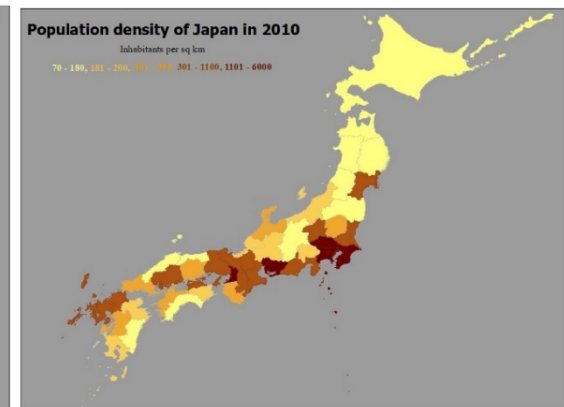 Population density of Japan in 2010
Inhabitants per sq km
70 - 180, 181 - 200, 301 - 1100, 1101 - 6000